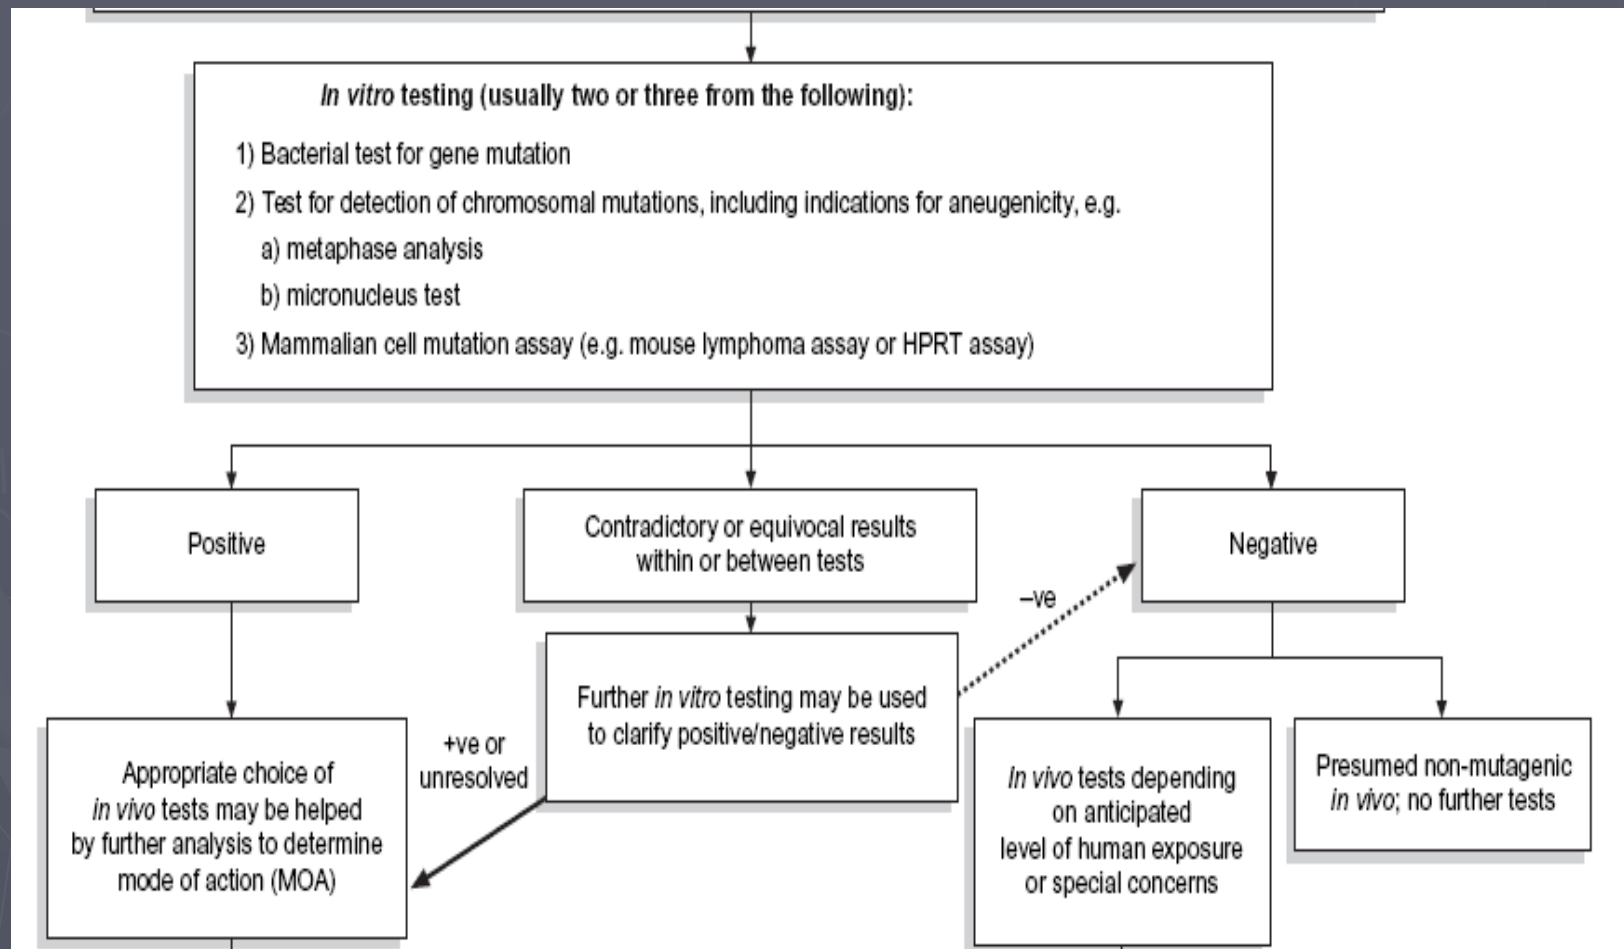 In vitro testing (usually two or three from the following):
1) Bacterial test for gene mutation
2) Test for detection of chromosomal mutations, including indications for aneugenicity, e.g.
a) metaphase analysis
b) micronucleus test
3) Mammalian cell mutation assay (e.g. mouse lymphoma assay or HPRT assay)
Positive
Contradictory or equivocal results
within or between tests
Negative
–ve
Further in vitro testing may be used
to clarify positive/negative results
+ve or
unresolved
Appropriate choice of
in vivo tests may be helped
by further analysis to determine
mode of action (MOA)
In vivo tests depending
on anticipated
level of human exposure
or special concerns
Presumed non-mutagenic
in vivo; no further tests